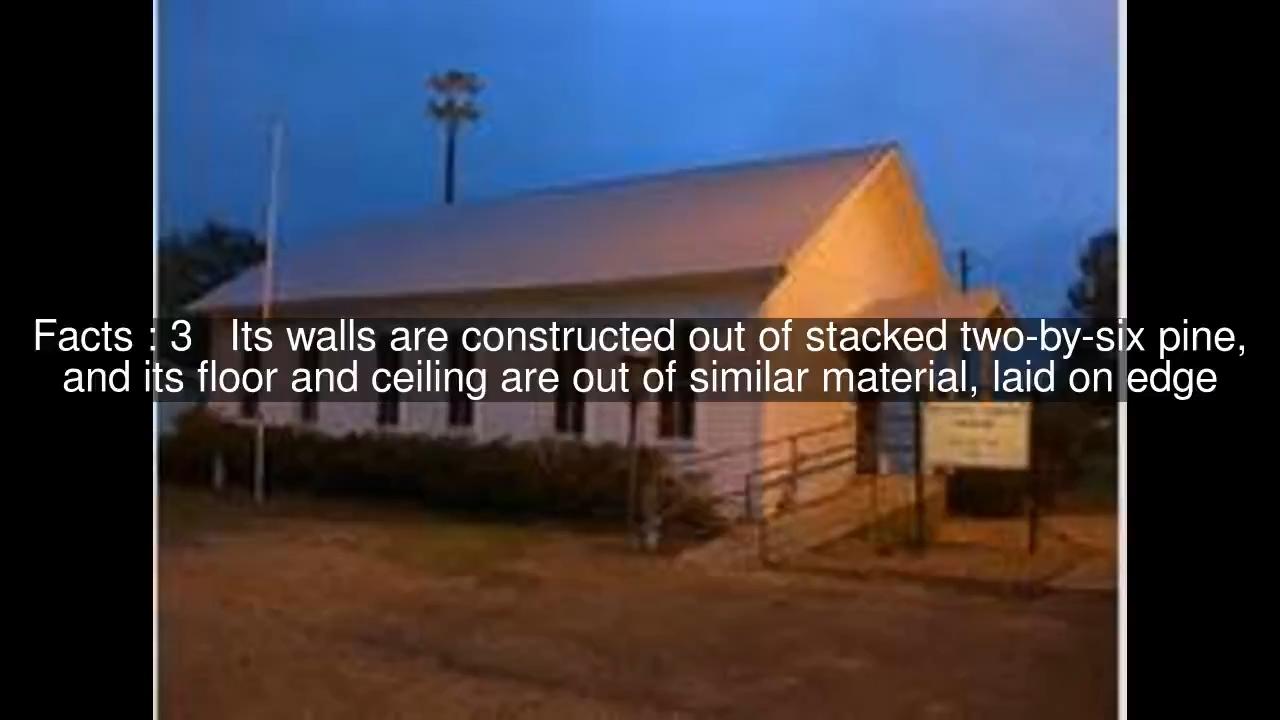 Facts : 3 Its walls are constructed out of stacked two-by-six pine,
and its floor and ceiling are out of similar material, laid on edge